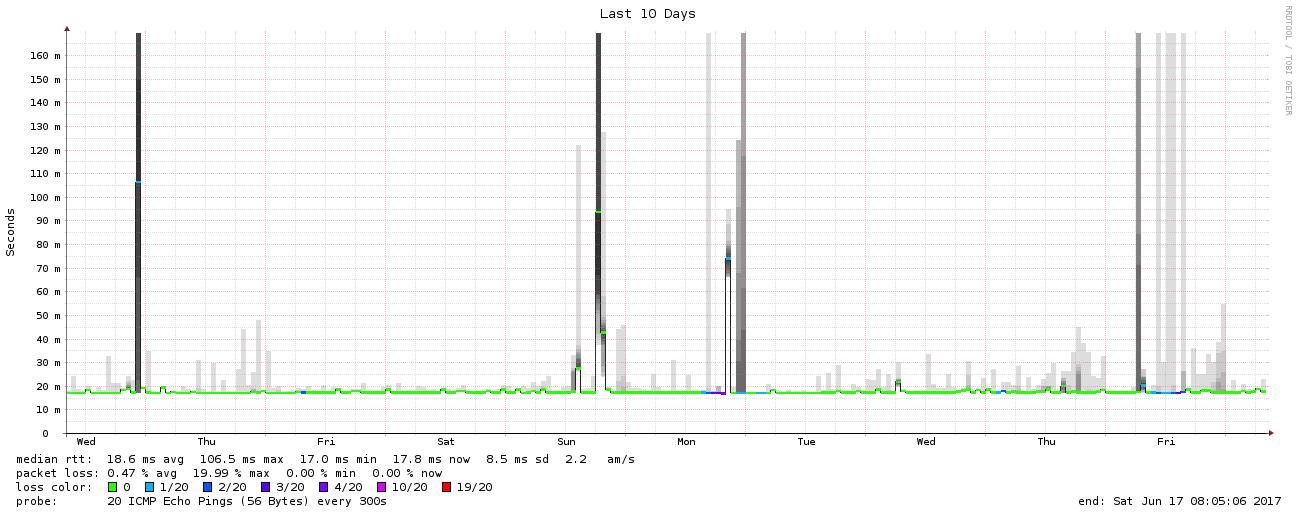 Last 10 Days
RRDTOOL / TOBI OETIKER
Seconds
160 m
150 m
140 m
130 m
120 m
110 m
100 m
90 m
80 m
70 m
60 m
50 m
40 m
30 m
20 m
10 m
0
Wed Thu Fri Sat Sun Mon Tue Wed Thu Fri
median rtt: 18.6 ms avg 106.5 ms max 17.0 ms min 17.8 ms now 8.5 ms sd 2.2 am/s
packet loss: 0.47 % avg 19.99 % max 0.00 % min 0.00 % now
loss color: 0 1/20 2/20 3/20 4/20 10/20 19/20
probe: 20 ICMP Echo Pings (56 Bytes) every 300s end: Sat Jun 17 08:05:06 2017